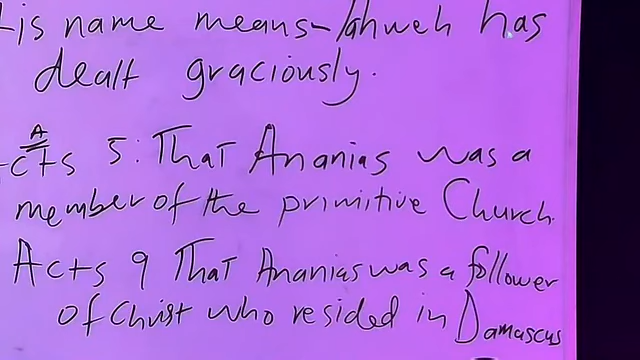 His name means-Yahweh has
dealt graciously.
Acts 5: That Ananias was a
member of the primitive Church.
Acts 9 That Ananias was a follower
of Christ who resided in Damascus